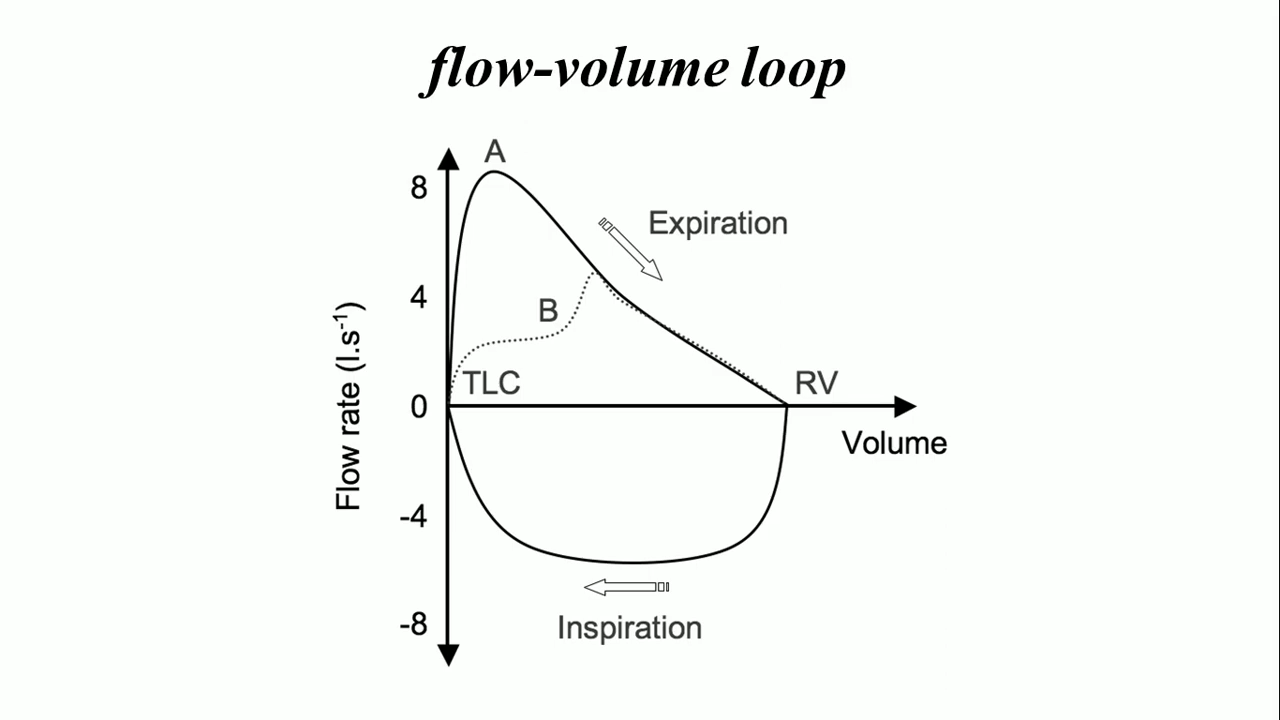 flow-volume loop
A
8
Expiration
4
B
TLC
RV
0
Volume
Flow rate (l.s⁻¹)
-4
-8
Inspiration